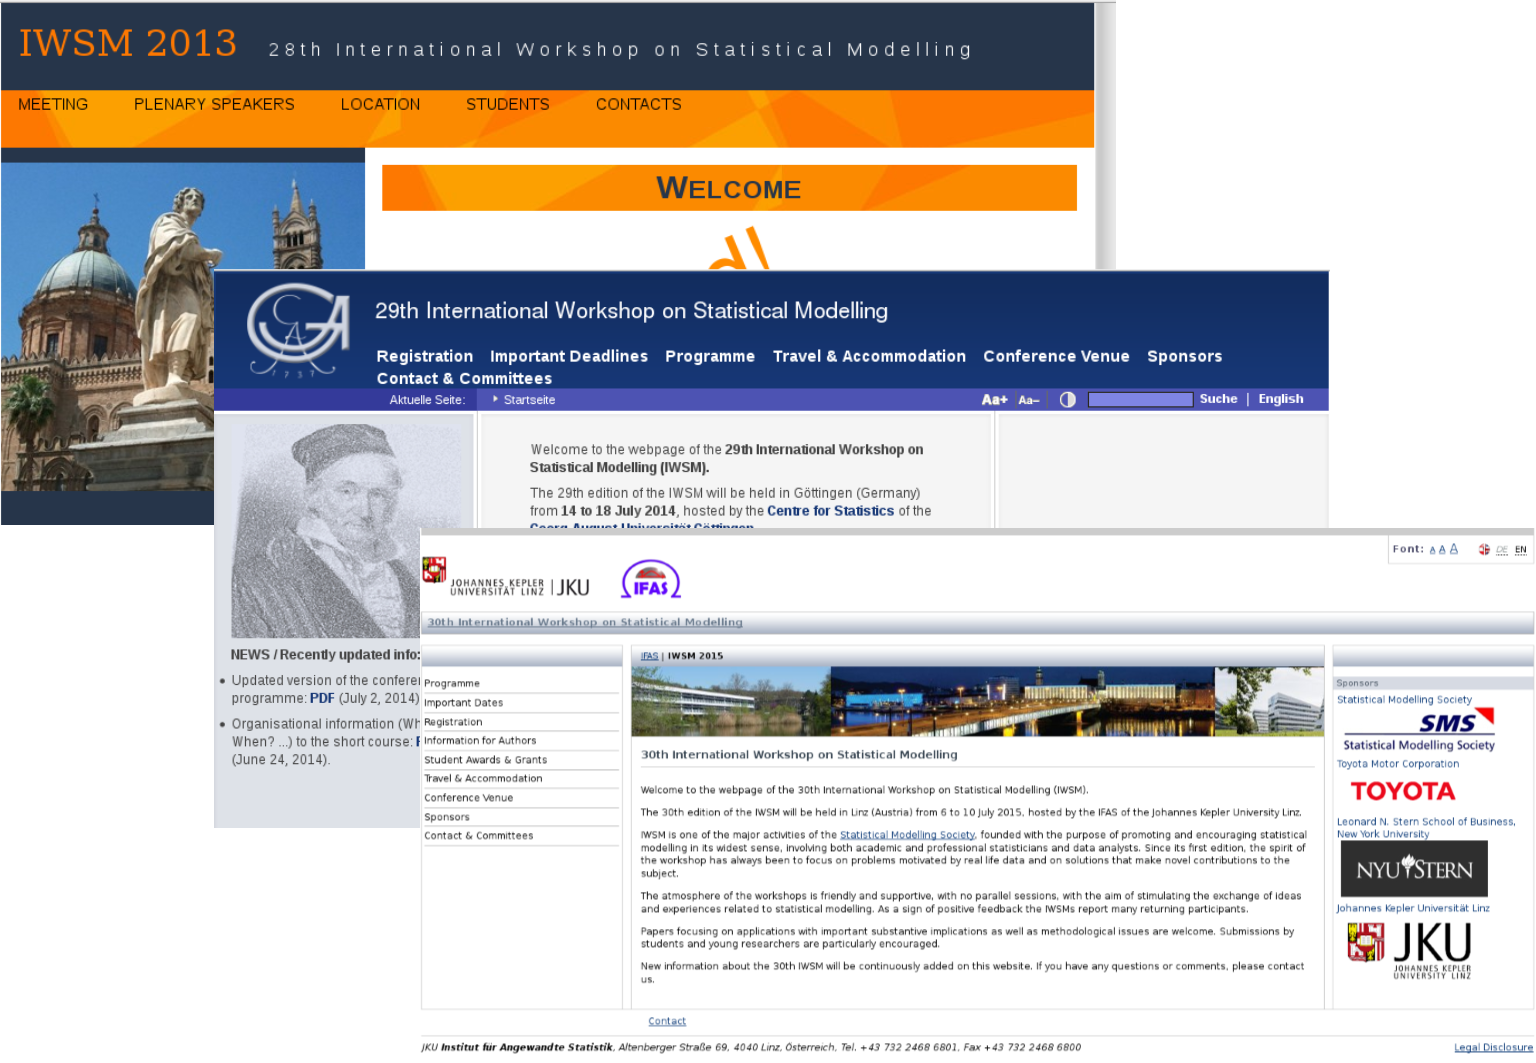 IWSM 2013 28th International Workshop on Statistical Modelling
MEETING PLENARY SPEAKERS LOCATION STUDENTS CONTACTS
WELCOME
29th International Workshop on Statistical Modelling
Registration Important Deadlines Programme Travel & Accommodation Conference Venue Sponsors
Contact & Committees
Aktuelle Seite: Startseite Aa+ Aa– Suche | English
1737
Welcome to the webpage of the 29th International Workshop on
Statistical Modelling (IWSM).
The 29th edition of the IWSM will be held in Göttingen (Germany)
from 14 to 18 July 2014, hosted by the Centre for Statistics of the
Georg-August-Universität Göttingen
NEWS / Recently updated info:
Updated version of the confere
programme: PDF (July 2, 2014)
Organisational information (Wh
When? ...) to the short course:
(June 24, 2014).
Font: A A A DE EN
JOHANNES KEPLER
UNIVERSITÄT LINZ | JKU
IFAS
30th International Workshop on Statistical Modelling
Programme
Important Dates
Registration
Information for Authors
Student Awards & Grants
Travel & Accommodation
Conference Venue
Sponsors
Contact & Committees
IFAS | IWSM 2015
30th International Workshop on Statistical Modelling
Welcome to the webpage of the 30th International Workshop on Statistical Modelling (IWSM).
The 30th edition of the IWSM will be held in Linz (Austria) from 6 to 10 July 2015, hosted by the IFAS of the Johannes Kepler University Linz.
IWSM is one of the major activities of the Statistical Modelling Society, founded with the purpose of promoting and encouraging statistical
modelling in its widest sense, involving both academic and professional statisticians and data analysts. Since its first edition, the spirit of
the workshop has always been to focus on problems motivated by real life data and on solutions that make novel contributions to the
subject.
The atmosphere of the workshops is friendly and supportive, with no parallel sessions, with the aim of stimulating the exchange of ideas
and experiences related to statistical modelling. As a sign of positive feedback the IWSMs report many returning participants.
Papers focusing on applications with important substantive implications as well as methodological issues are welcome. Submissions by
students and young researchers are particularly encouraged.
New information about the 30th IWSM will be continuously added on this website. If you have any questions or comments, please contact
us.
Sponsors
Statistical Modelling Society
SMS
Statistical Modelling Society
Toyota Motor Corporation
TOYOTA
Leonard N. Stern School of Business,
New York University
NYU STERN
Johannes Kepler Universität Linz
JKU
JOHANNES KEPLER
UNIVERSITY LINZ
Contact
JKU Institut für Angewandte Statistik, Altenberger Straße 69, 4040 Linz, Österreich, Tel. +43 732 2468 6801, Fax +43 732 2468 6800
Legal Disclosure